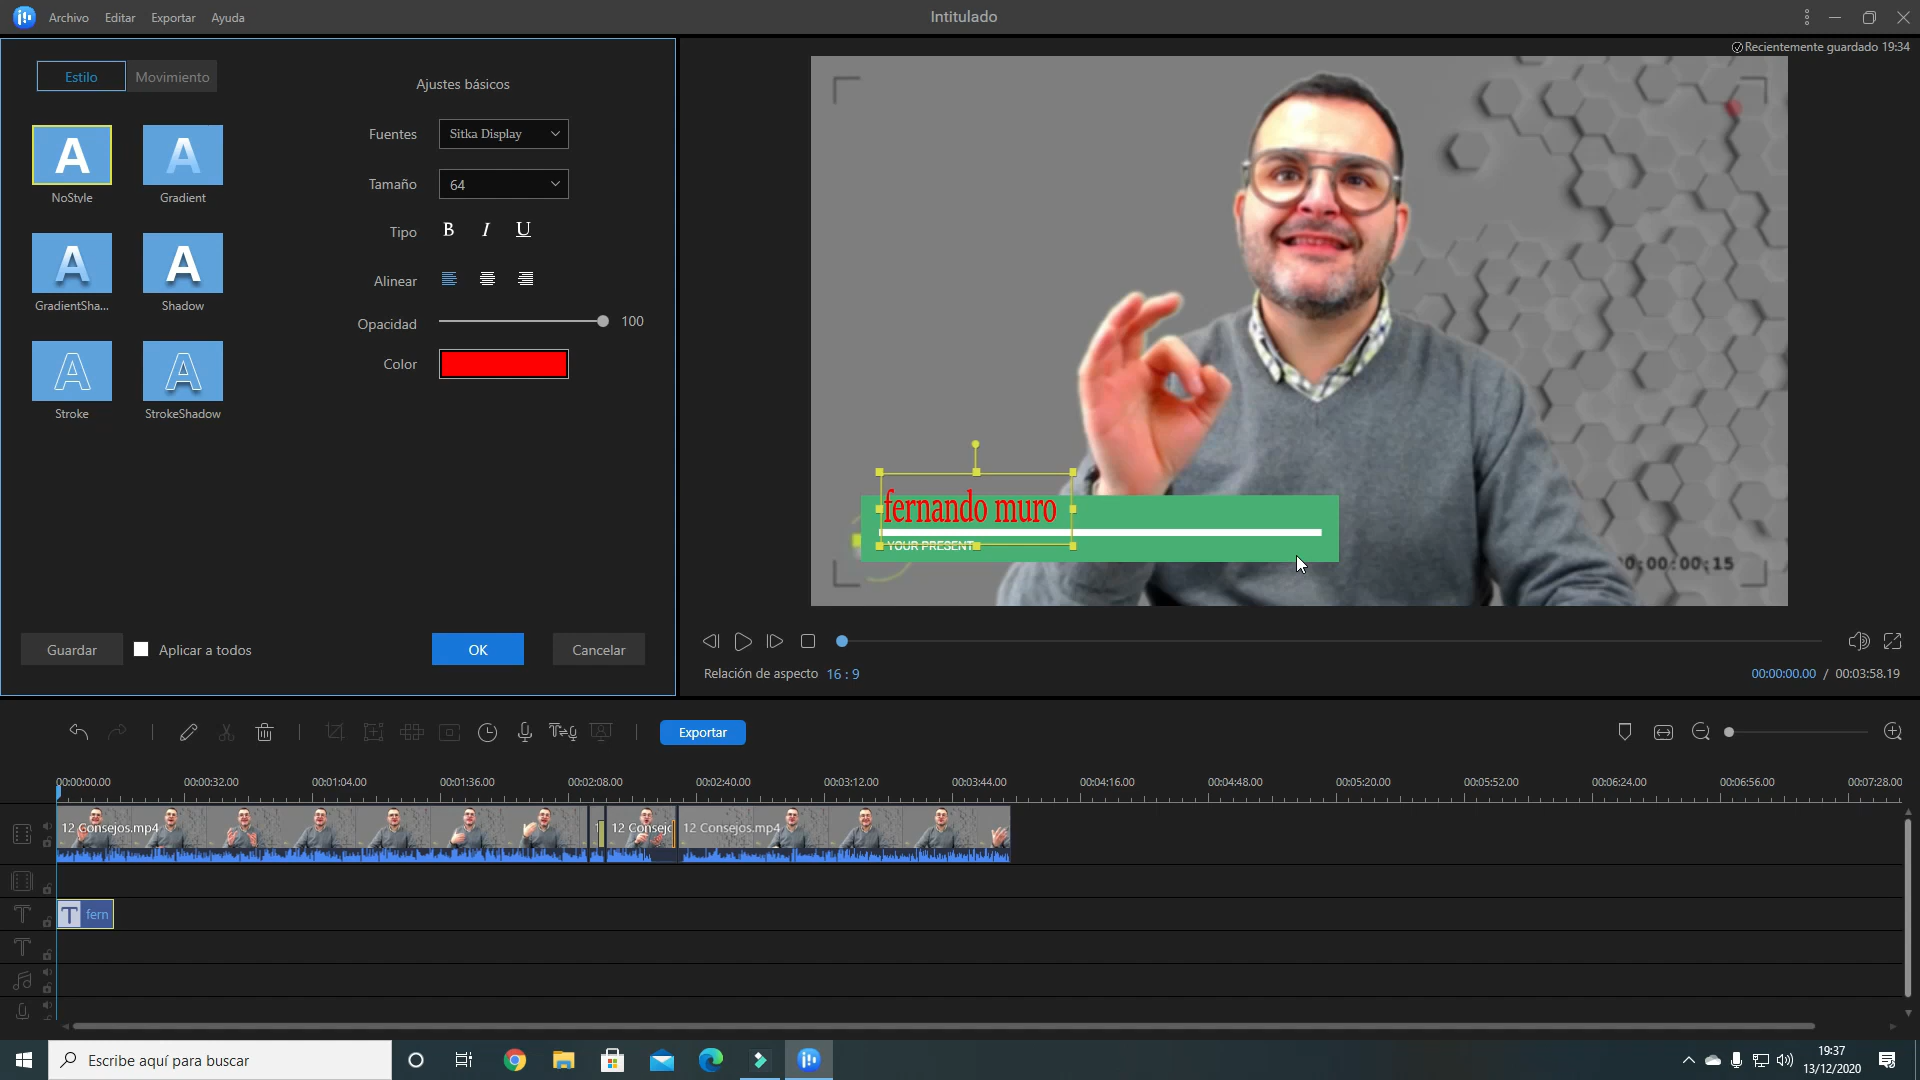 Archivo Editar Exportar Ayuda
Intitulado
Recientemente guardado 19:34
Estilo Movimiento
Ajustes básicos
Fuentes Sitka Display
Tamaño 64
Tipo B I U
Alinear
Opacidad 100
Color
A NoStyle
A Gradient
A GradientSha...
A Shadow
A Stroke
A StrokeShadow
Guardar Aplicar a todos OK Cancelar
fernando muro
YOUR PRESENT
0:00:00:15
Relación de aspecto 16 : 9
00:00:00.00 / 00:03:58.19
Exportar
00:00:00.00 00:00:32.00 00:01:04.00 00:01:36.00 00:02:08.00 00:02:40.00 00:03:12.00 00:03:44.00 00:04:16.00 00:04:48.00 00:05:20.00 00:05:52.00 00:06:24.00 00:06:56.00 00:07:28.00
12 Consejos.mp4 1 12 Consejo 12 Consejos.mp4
T T fern
T
Escribe aquí para buscar
19:37
13/12/2020